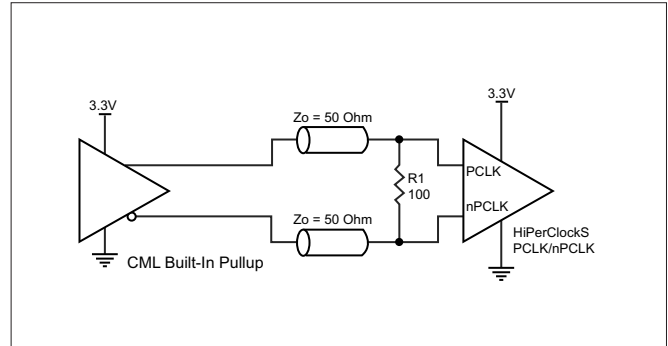 3.3V
3.3V
Zo = 50 Ohm
PCLK
R1
100
nPCLK
Zo = 50 Ohm
HiPerClockS
PCLK/nPCLK
CML Built-In Pullup